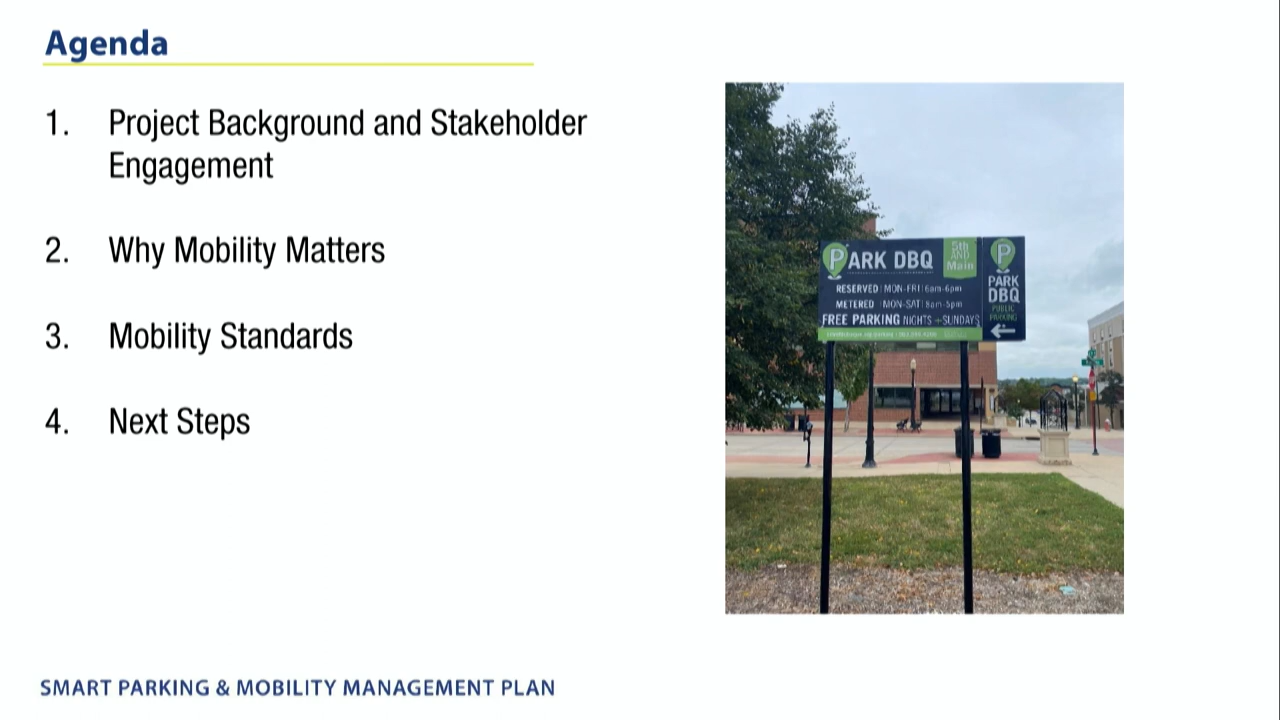 Agenda
1. Project Background and Stakeholder
Engagement
2. Why Mobility Matters
3. Mobility Standards
4. Next Steps
PARK DBQ
5th
AND
Main
RESERVED MON-FRI 6am-6pm
METERED MON-SAT 8am-5pm
FREE PARKING NIGHTS + SUNDAYS
P
PARK
DBQ
PUBLIC
PARKING
SMART PARKING & MOBILITY MANAGEMENT PLAN